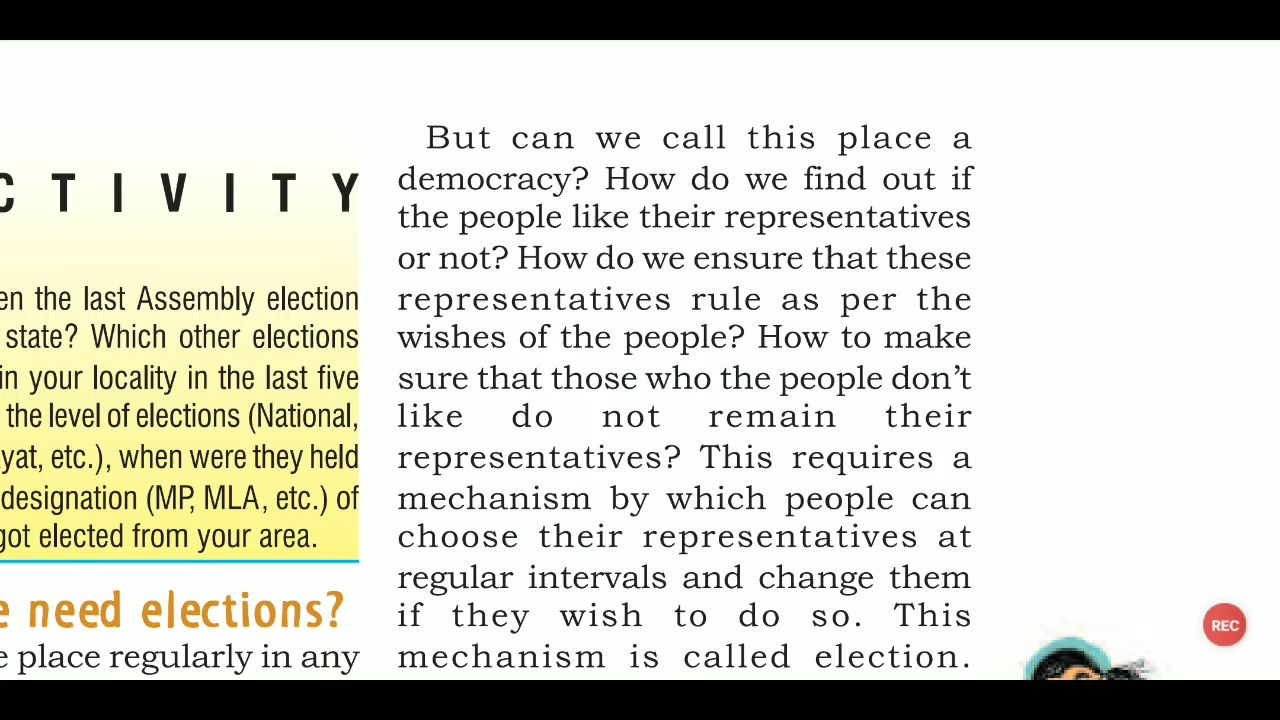 C T I V I T Y
en the last Assembly election
state? Which other elections
in your locality in the last five
the level of elections (National,
yat, etc.), when were they held
designation (MP, MLA, etc.) of
got elected from your area.
e need elections?
e place regularly in any
But can we call this place a
democracy? How do we find out if
the people like their representatives
or not? How do we ensure that these
representatives rule as per the
wishes of the people? How to make
sure that those who the people don't
like do not remain their
representatives? This requires a
mechanism by which people can
choose their representatives at
regular intervals and change them
if they wish to do so. This
mechanism is called election.
REC